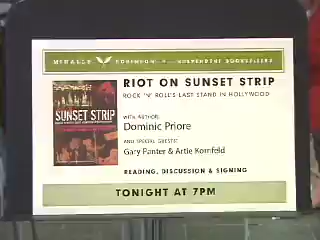 McNALLY ROBINSON INDEPENDENT BOOKSELLERS
RIOT ON SUNSET STRIP
ROCK 'N' ROLL'S LAST STAND IN HOLLYWOOD
SUNSET STRIP
WITH AUTHOR:
Dominic Priore
AND SPECIAL GUESTS:
Gary Panter & Artie Kornfeld
READING, DISCUSSION & SIGNING
TONIGHT AT 7PM